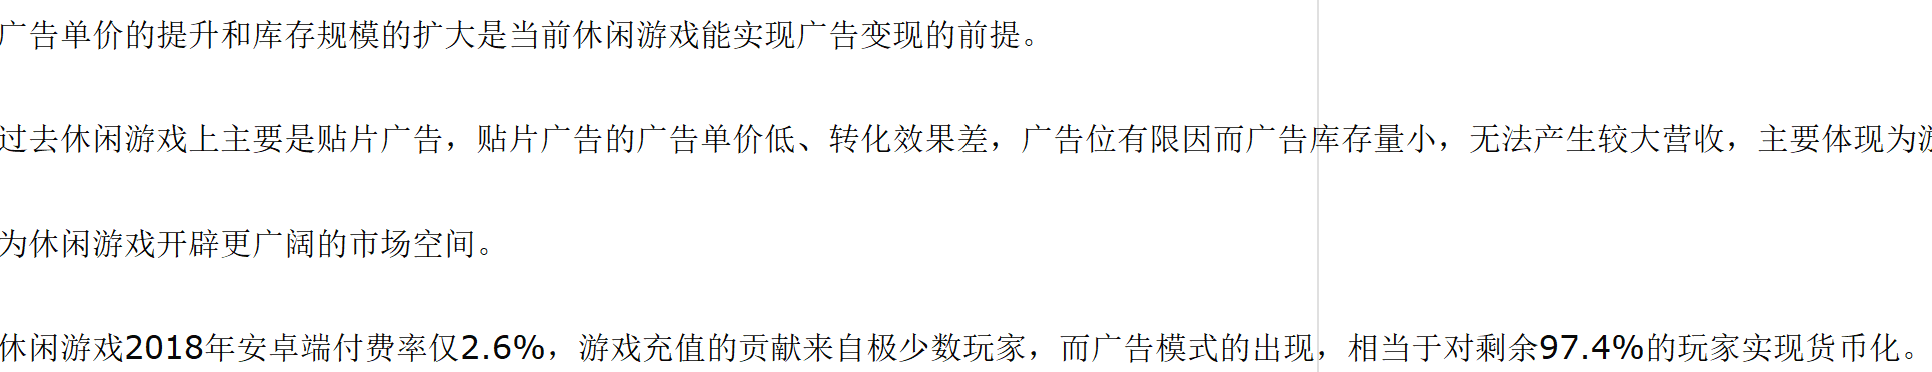 广告单价的提升和库存规模的扩大是当前休闲游戏能实现广告变现的前提。
过去休闲游戏上主要是贴片广告，贴片广告的广告单价低、转化效果差，广告位有限因而广告库存量小，无法产生较大营收，主要体现为
为休闲游戏开辟更广阔的市场空间。
休闲游戏2018年安卓端付费率仅2.6%，游戏充值的贡献来自极少数玩家，而广告模式的出现，相当于对剩余97.4%的玩家实现货币化。